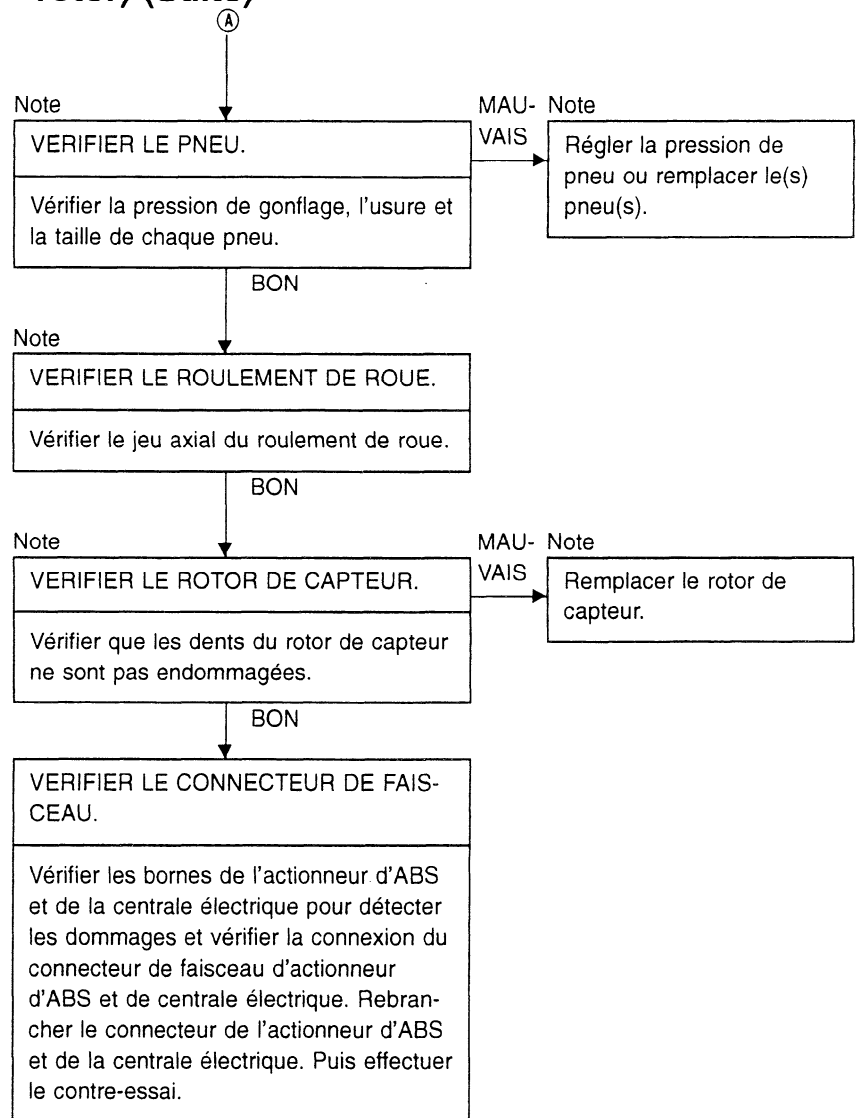 Ⓐ
Note
VERIFIER LE PNEU.
Vérifier la pression de gonflage, l'usure et
la taille de chaque pneu.
MAU-
VAIS
Note
Régler la pression de
pneu ou remplacer le(s)
pneu(s).
BON
Note
VERIFIER LE ROULEMENT DE ROUE.
Vérifier le jeu axial du roulement de roue.
BON
Note
VERIFIER LE ROTOR DE CAPTEUR.
Vérifier que les dents du rotor de capteur
ne sont pas endommagées.
MAU-
VAIS
Note
Remplacer le rotor de
capteur.
BON
VERIFIER LE CONNECTEUR DE FAIS-
CEAU.
Vérifier les bornes de l'actionneur d'ABS
et de la centrale électrique pour détecter
les dommages et vérifier la connexion du
connecteur de faisceau d'actionneur
d'ABS et de centrale électrique. Rebran-
cher le connecteur de l'actionneur d'ABS
et de la centrale électrique. Puis effectuer
le contre-essai.